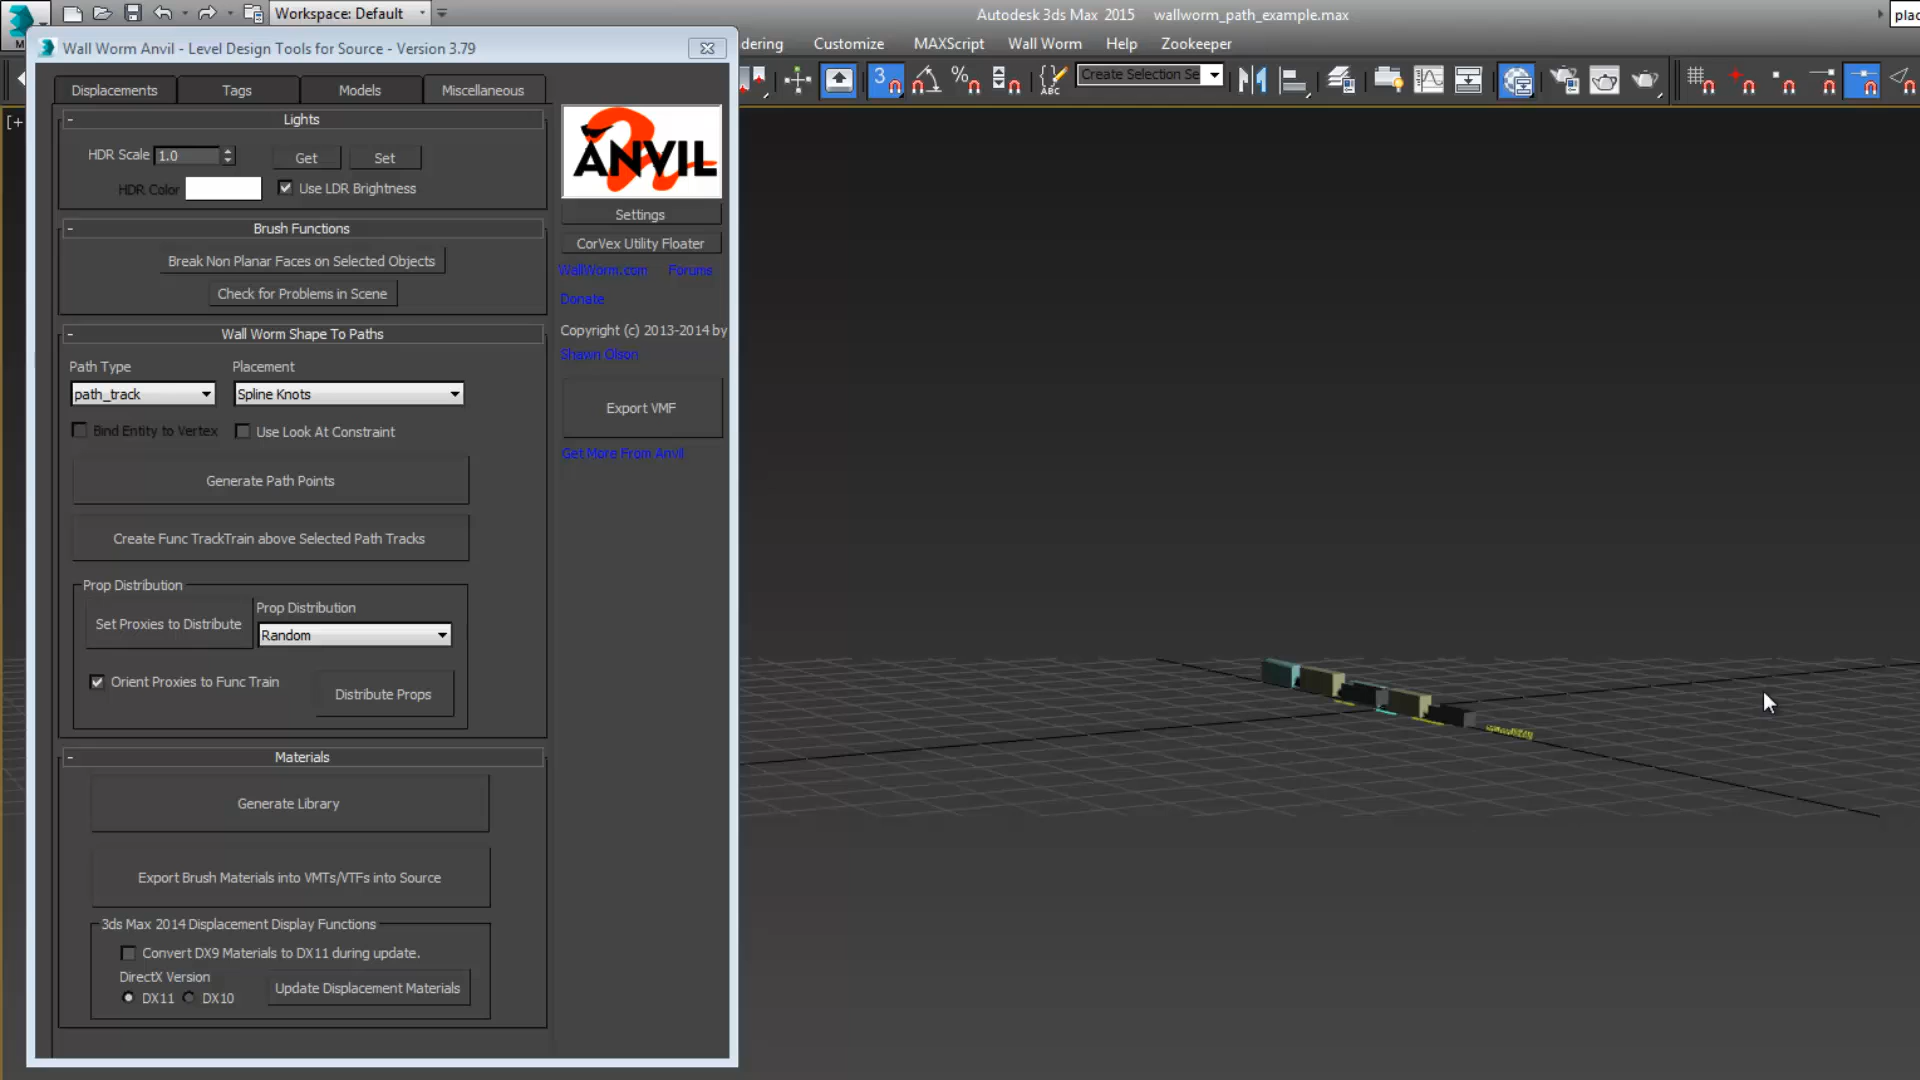 Workspace: Default
Autodesk 3ds Max 2015 wallworm_path_example.max
plac
Wall Worm Anvil - Level Design Tools for Source - Version 3.79
dering Customize MAXScript Wall Worm Help Zookeeper
3 % ABC Create Selection Se
Displacements Tags Models Miscellaneous
[+
- Lights
HDR Scale 1.0 Get Set
HDR Color Use LDR Brightness
- Brush Functions
Break Non Planar Faces on Selected Objects
Check for Problems in Scene
- Wall Worm Shape To Paths
Path Type Placement
path_track Spline Knots
Bind Entity to Vertex Use Look At Constraint
Generate Path Points
Create Func TrackTrain above Selected Path Tracks
Prop Distribution
Set Proxies to Distribute Prop Distribution
Random
Orient Proxies to Func Train Distribute Props
- Materials
Generate Library
Export Brush Materials into VMTs/VTFs into Source
3ds Max 2014 Displacement Display Functions
Convert DX9 Materials to DX11 during update.
DirectX Version
DX11 DX10 Update Displacement Materials
ANVIL
Settings
CorVex Utility Floater
WallWorm.com Forums
Donate
Copyright (c) 2013-2014 by
Shawn Olson
Export VMF
Get More From Anvil